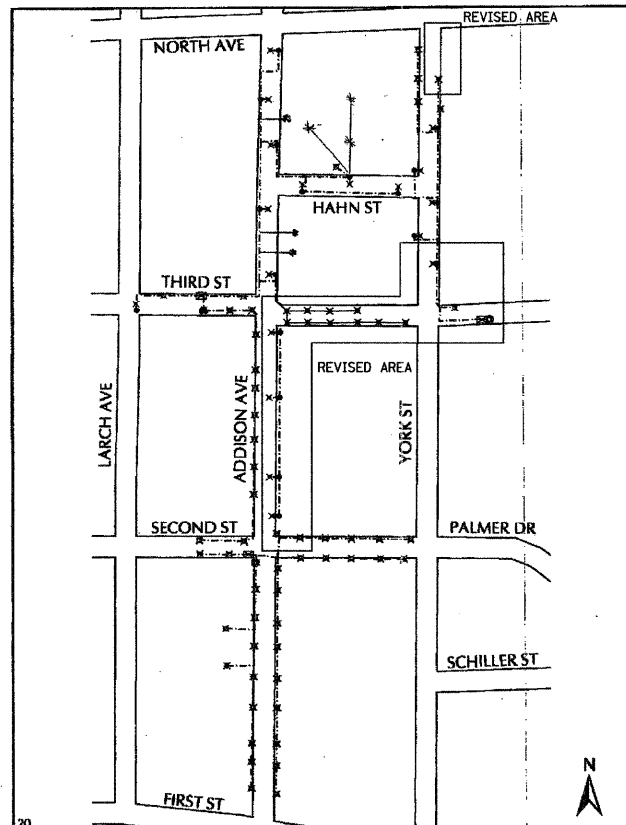 REVISED AREA
NORTH AVE
HAHN ST
THIRD ST
REVISED AREA
LARCH AVE
ADDISON AVE
YORK ST
SECOND ST
PALMER DR
SCHILLER ST
N
FIRST ST
20